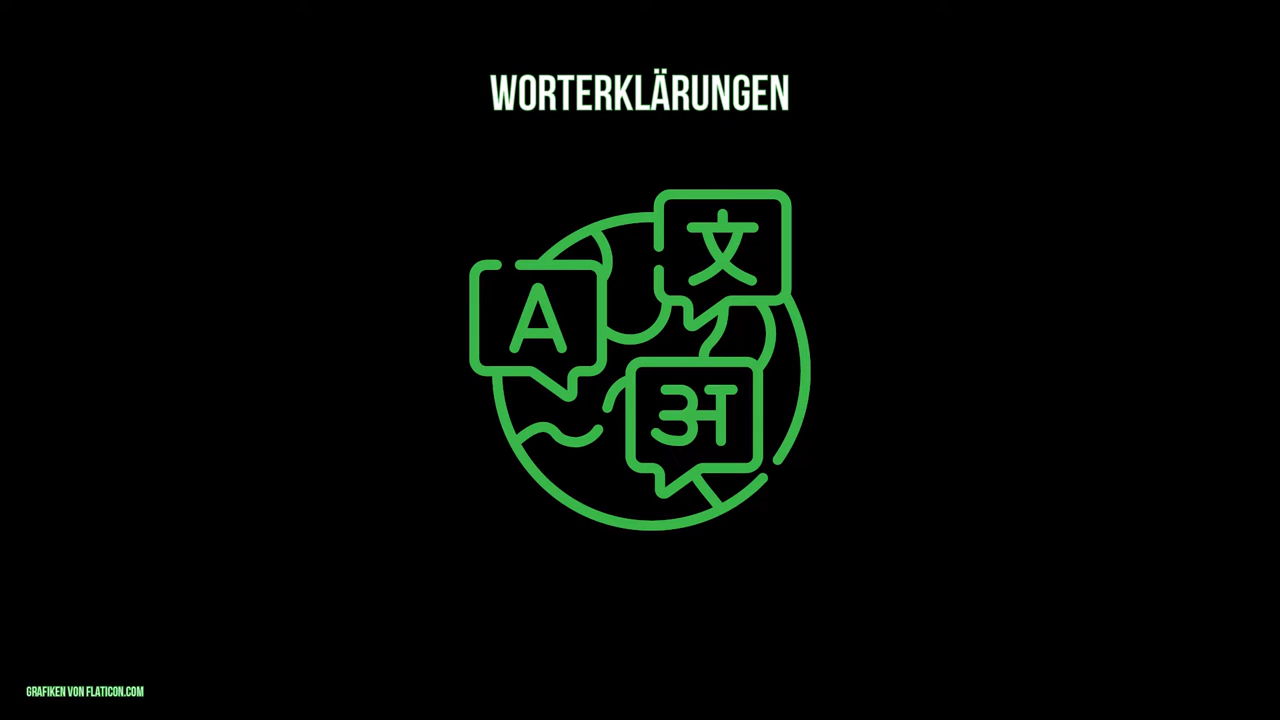 WORTERKLÄRUNGEN
文
A
अ
GRAFIKEN VON FLATICON.COM